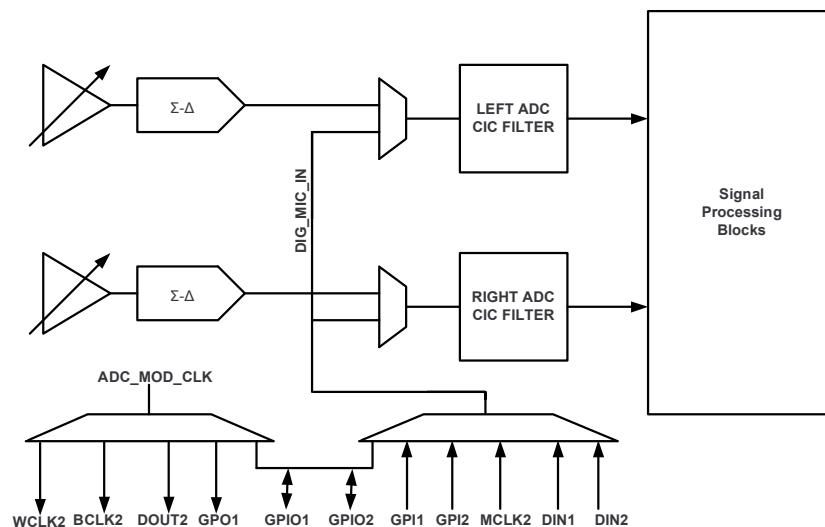 Σ-Δ
LEFT ADC
CIC FILTER
DIG_MIC_IN
Signal
Processing
Blocks
Σ-Δ
RIGHT ADC
CIC FILTER
ADC_MOD_CLK
WCLK2 BCLK2 DOUT2 GPO1 GPIO1 GPIO2 GPI1 GPI2 MCLK2 DIN1 DIN2